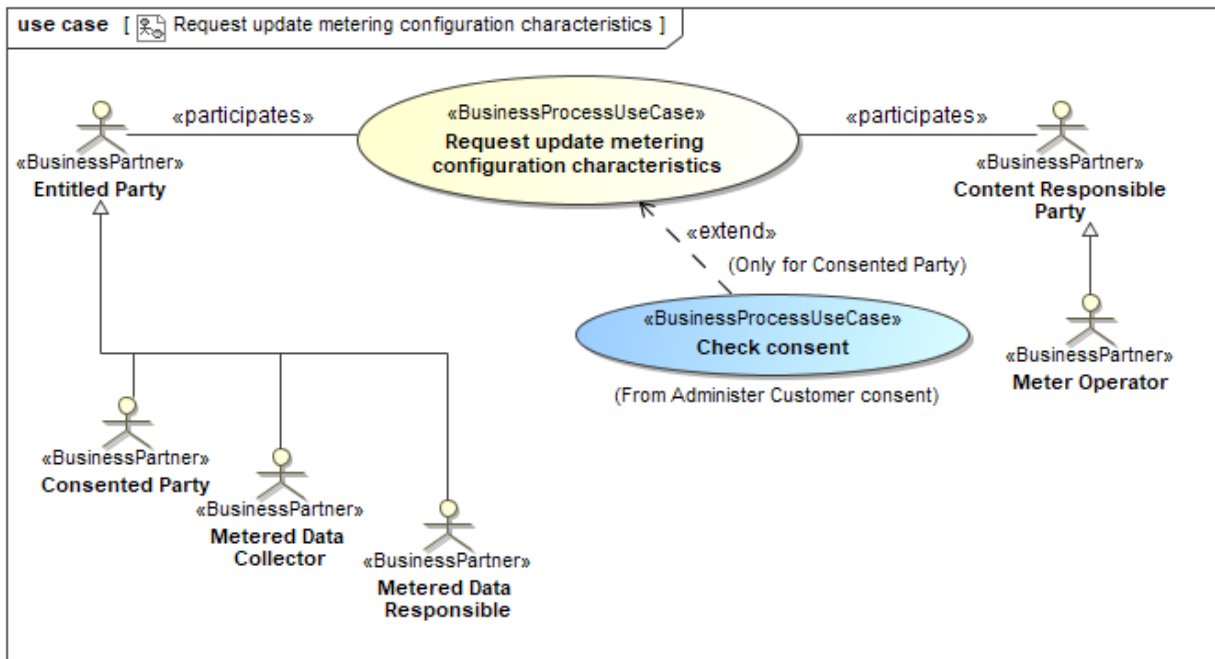 use case [ Request update metering configuration characteristics ]
«participates»
«BusinessProcessUseCase»
Request update metering
configuration characteristics
«participates»
«BusinessPartner»
Entitled Party
«BusinessPartner»
Content Responsible
Party
«extend»
(Only for Consented Party)
«BusinessProcessUseCase»
Check consent
(From Administer Customer consent)
«BusinessPartner»
Meter Operator
«BusinessPartner»
Consented Party
«BusinessPartner»
Metered Data
Collector
«BusinessPartner»
Metered Data
Responsible